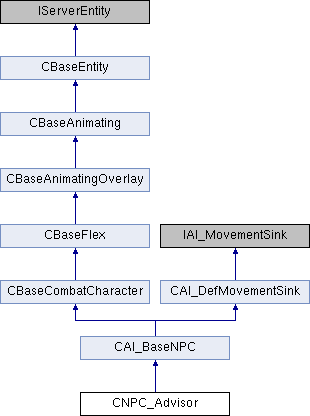 IServerEntity
CBaseEntity
CBaseAnimating
CBaseAnimatingOverlay
CBaseFlex
IAI_MovementSink
CBaseCombatCharacter
CAI_DefMovementSink
CAI_BaseNPC
CNPC_Advisor